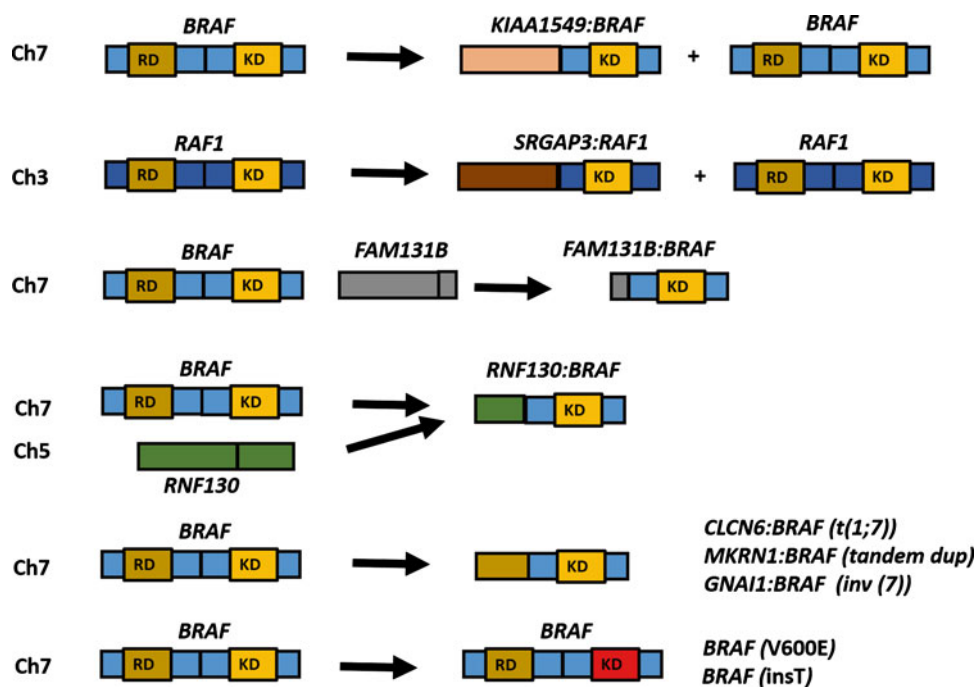 BRAF KIAA1549:BRAF BRAF
Ch7 RD KD KD + RD KD
RAF1 SRGAP3:RAF1 RAF1
Ch3 RD KD KD + RD KD
BRAF FAM131B FAM131B:BRAF
Ch7 RD KD KD
BRAF RNF130:BRAF
Ch7 RD KD KD
Ch5
RNF130
BRAF CLCN6:BRAF (t(1;7))
Ch7 RD KD KD MKRN1:BRAF (tandem dup)
GNAI1:BRAF (inv (7))
BRAF BRAF
Ch7 RD KD RD KD BRAF (V600E)
BRAF (insT)